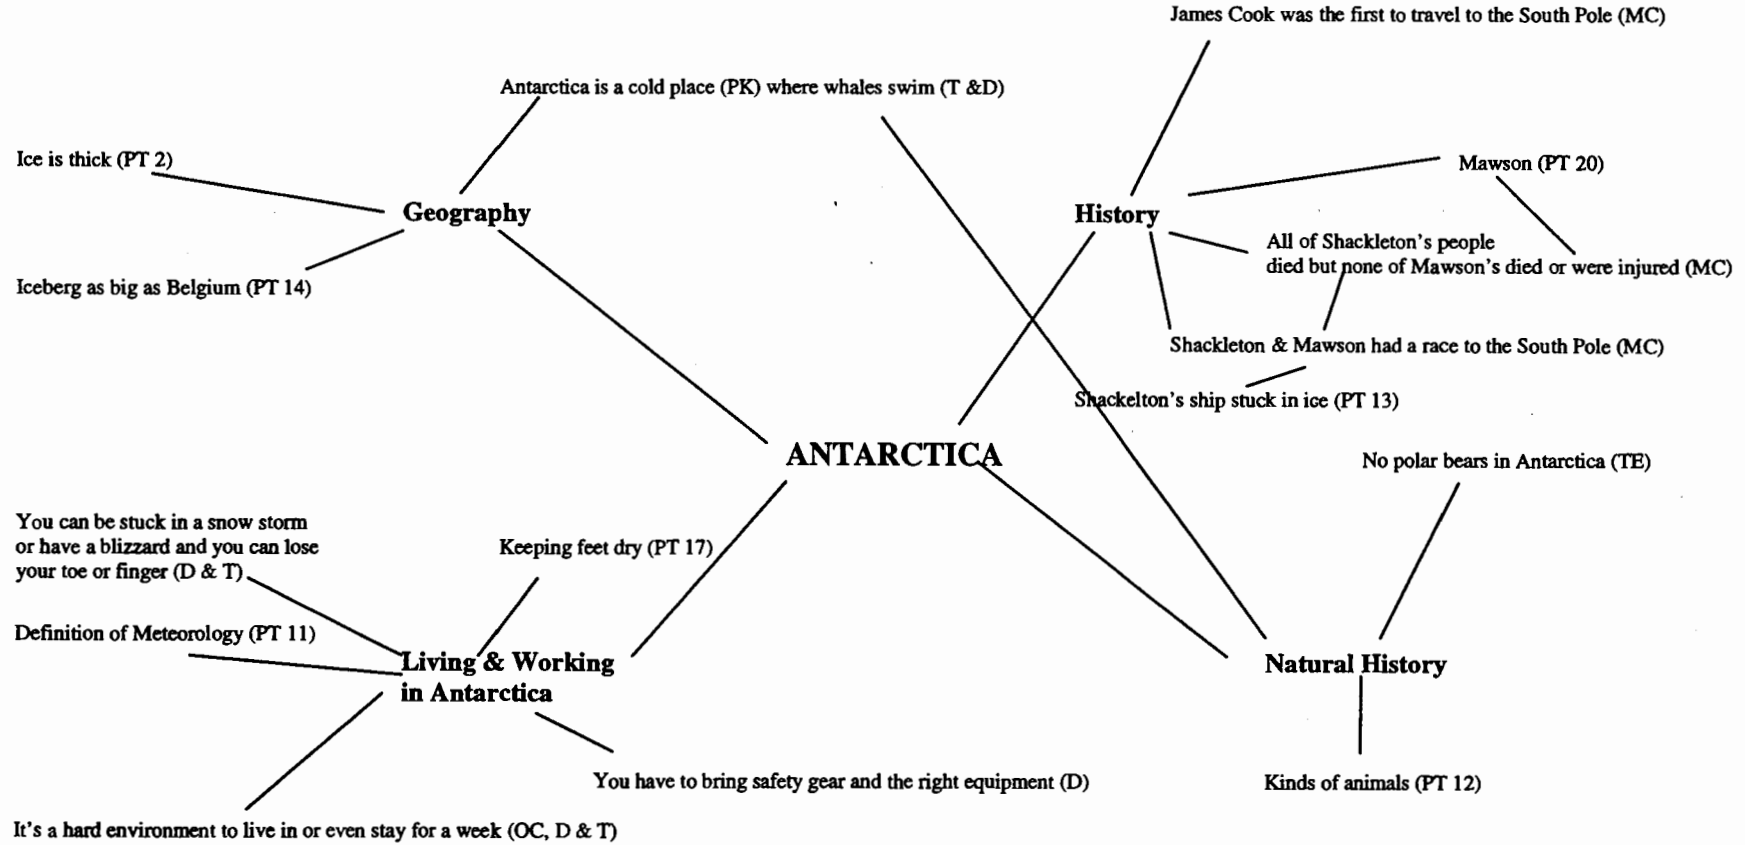 James Cook was the first to travel to the South Pole (MC)
Antarctica is a cold place (PK) where whales swim (T &D)
Ice is thick (PT 2)
Mawson (PT 20)
Geography
History
All of Shackleton's people
died but none of Mawson's died or were injured (MC)
Iceberg as big as Belgium (PT 14)
Shackleton & Mawson had a race to the South Pole (MC)
Shackelton's ship stuck in ice (PT 13)
ANTARCTICA
No polar bears in Antarctica (TE)
You can be stuck in a snow storm
or have a blizzard and you can lose
your toe or finger (D & T)
Keeping feet dry (PT 17)
Definition of Meteorology (PT 11)
Living & Working
in Antarctica
Natural History
You have to bring safety gear and the right equipment (D)
Kinds of animals (PT 12)
It's a hard environment to live in or even stay for a week (OC, D & T)